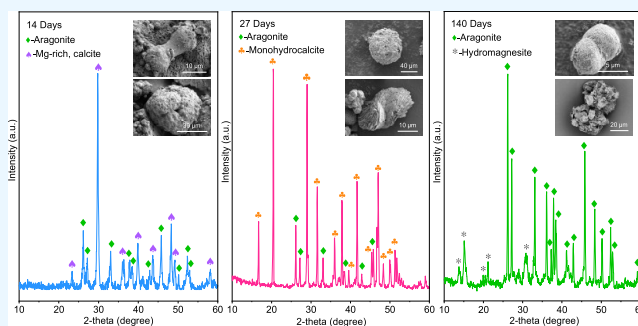 14 Days
-Aragonite
-Mg-rich, calcite
10 µm
Intensity (a.u.)
10 20 30 40 50 60
2-theta (degree)
27 Days
-Aragonite
-Monohydrocalcite
40 µm
10 µm
Intensity (a.u.)
10 20 30 40 50 60
2-theta (degree)
140 Days
-Aragonite
-Hydromagnesite
5 µm
20 µm
Intensity (a.u.)
10 20 30 40 50 60
2-theta (degree)